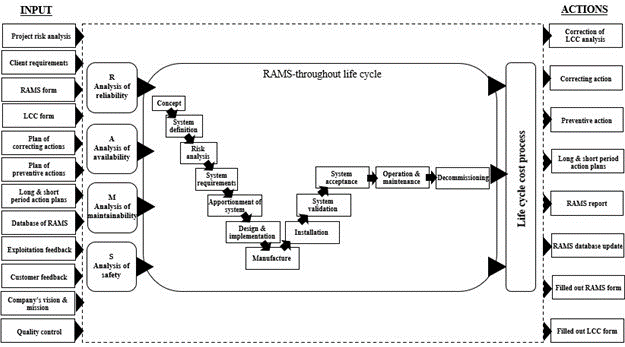 INPUT
Project risk analysis
Client requirements
RAMS form
LCC form
Plan of
correcting actions
Plan of
preventive actions
Long & short
period action plans
Database of RAMS
Exploitation feedback
Customer feedback
Company's vision &
mission
Quality control
R
Analysis of
reliability
A
Analysis of
availability
M
Analysis of
maintainability
S
Analysis of
safety
RAMS-throughout life cycle
Concept
System
definition
Risk
analysis
System
requirements
Apportionment of
system
Design &
implementation
Manufacture
Installation
System
validation
System
acceptance
Operation &
maintenance
Decommissioning
Life cycle cost process
ACTIONS
Correction of
LCC analysis
Correcting action
Preventive action
Long & short period
action plans
RAMS report
RAMS database update
Filled out RAMS form
Filled out LCC form